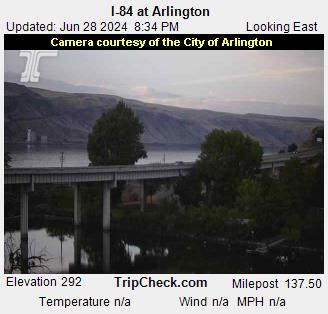 I-84 at Arlington
Updated: Jun 28 2024 8:34 PM Looking East
Camera courtesy of the City of Arlington
Elevation 292 TripCheck.com Milepost 137.50
Temperature n/a Wind n/a MPH n/a